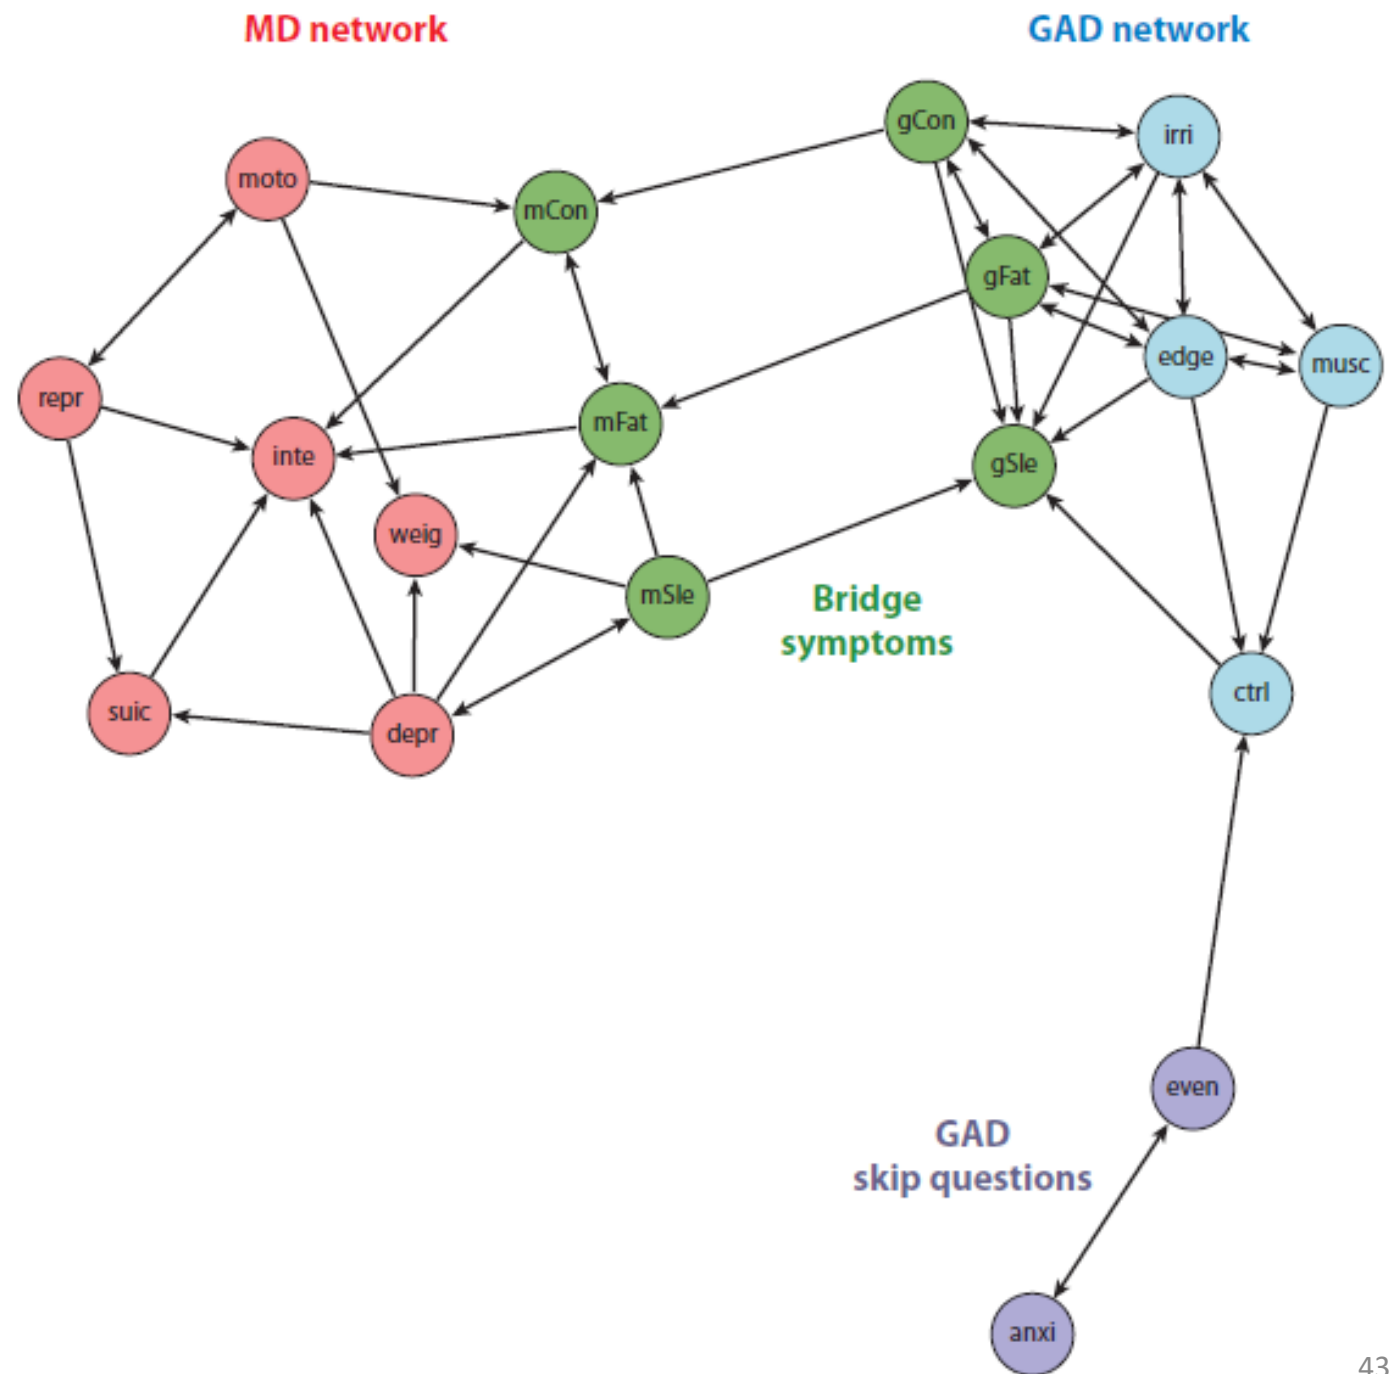 MD network
GAD network
gCon
irri
moto
mCon
gFat
edge
musc
repr
mFat
inte
gSle
weig
mSle
Bridge
symptoms
ctrl
suic
depr
even
GAD
skip questions
anxi
43